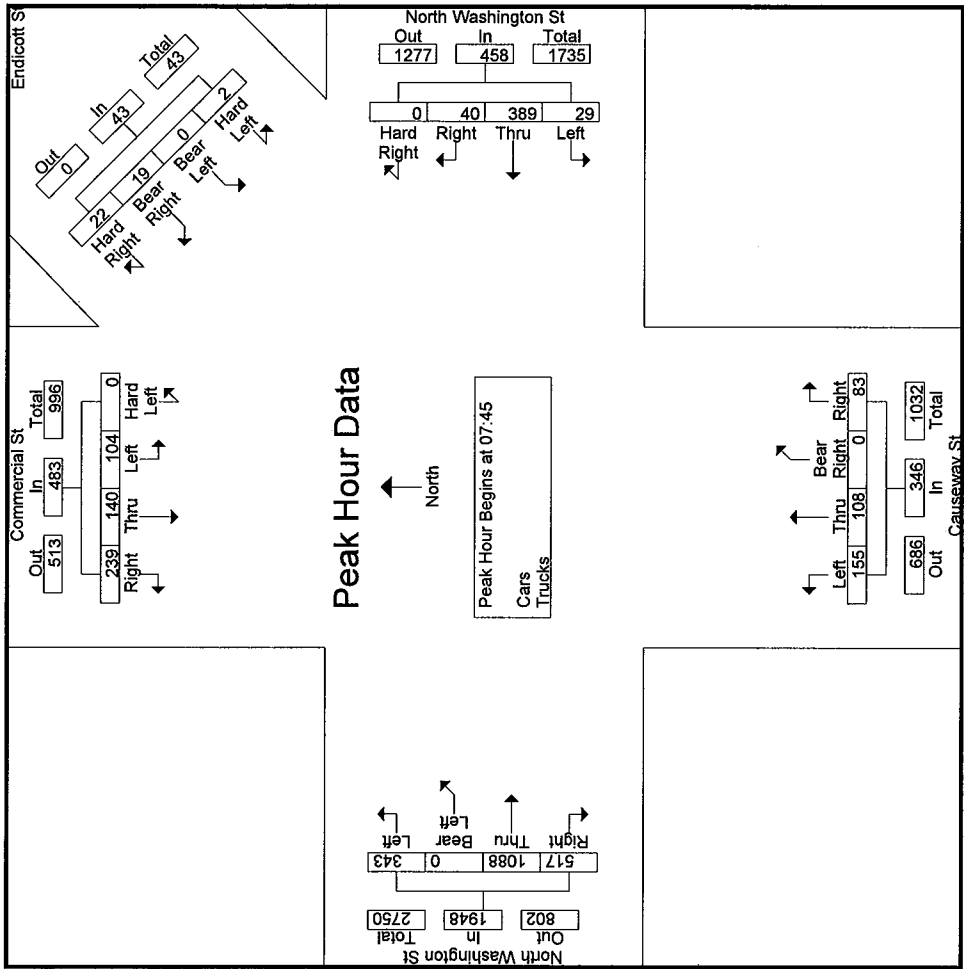 North Washington St
Out In Total
1277 458 1735
0 40 389 29
Hard Right Thru Left
Right
Endicott St
Out In Total
0 43 43
22 19 0 2
Hard Bear Bear Hard
Right Right Left Left
Commercial St
Out In Total
513 483 996
239 140 104 0
Right Thru Left Hard
Left
Peak Hour Data
North
Peak Hour Begins at 07:45
Cars
Trucks
Bear
Left Thru Right Right
155 108 0 83
686 346 1032
Out In Total
Causeway St
Left Bear Thru Right
Left
343 0 1088 517
2750 1948 802
Total In Out
North Washington St